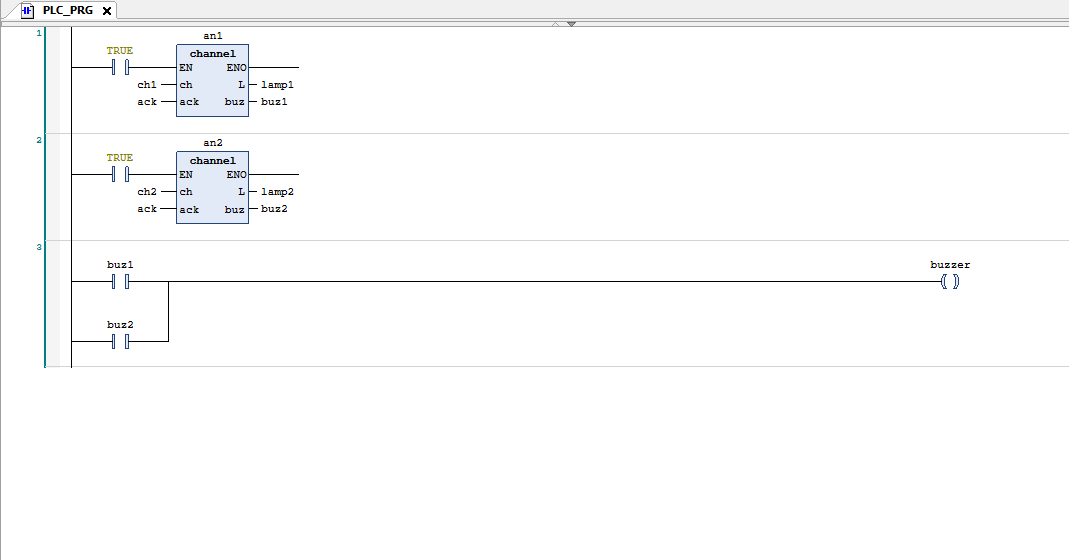 PLC_PRG
1
an1
TRUE
channel
EN ENO
ch1 ch L lamp1
ack ack buz buz1
2
an2
TRUE
channel
EN ENO
ch2 ch L lamp2
ack ack buz buz2
3
buz1 buzzer
buz2